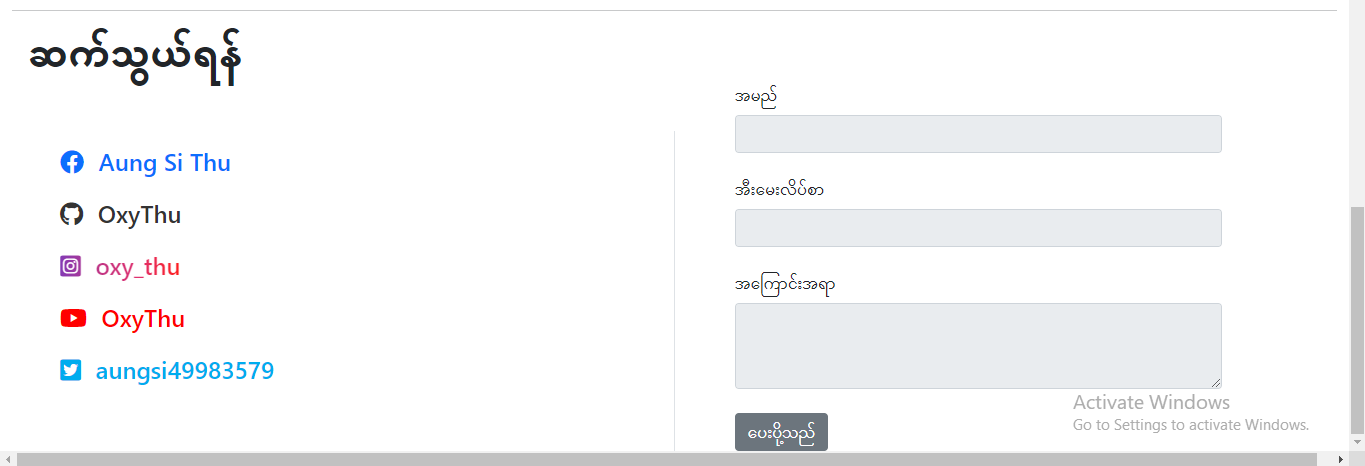 ဆက်သွယ်ရန်
Aung Si Thu
OxyThu
oxy_thu
OxyThu
aungsi49983579
အမည်
အီးမေးလိပ်စာ
အကြောင်းအရာ
ပေးပို့သည်
Activate Windows
Go to Settings to activate Windows.